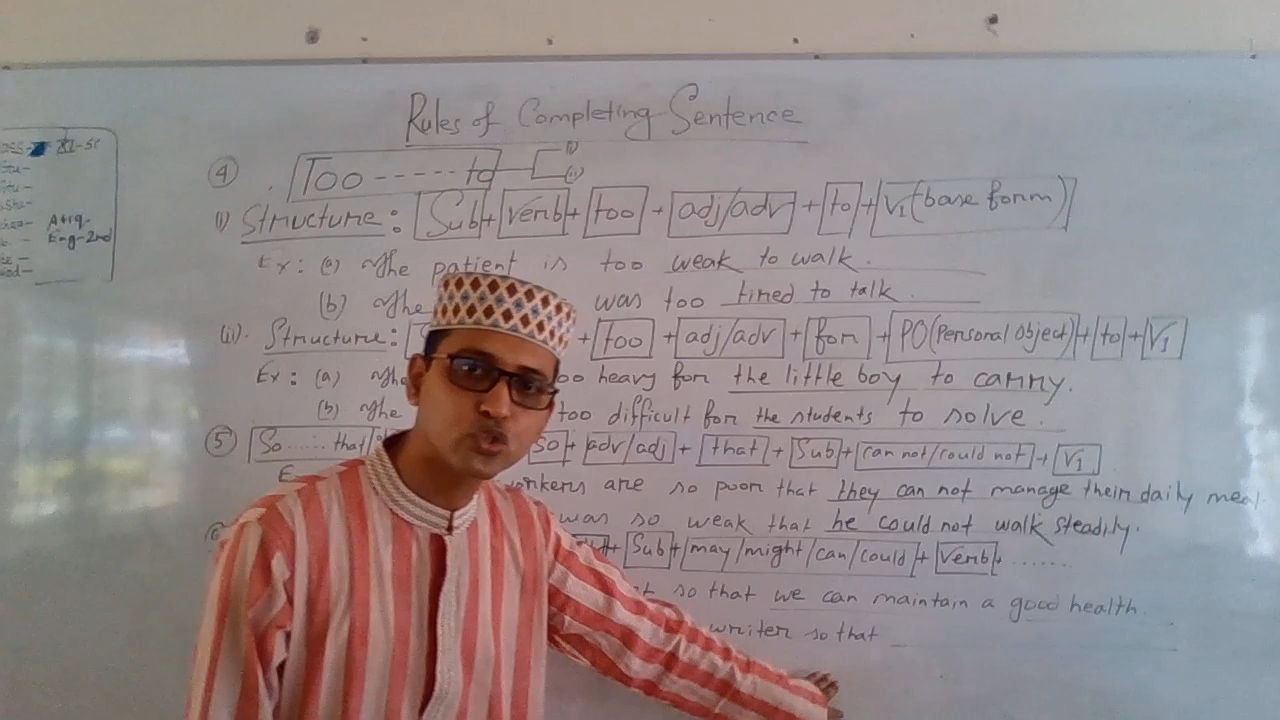 Rules of Completing Sentence
④ Too ----- to (i)
(ii)
(i) Structure: Sub + verb + too + adj/adv + to + V1 (base form)
Ex: (a) The patient is too weak to walk.
(b) The was too tired to talk.
(ii). Structure: + too + adj/adv + for + PO (Personal Object) + to + V1
Ex: (a) The too heavy for the little boy to carry.
(b) The too difficult for the students to solve.
⑤ So ...... that so + adv/adj + that + Sub + can not/could not + V1
workers are so poor that they can not manage their daily meal
was so weak that he could not walk steadily.
+ Sub + may/might/can/could + Verb + ......
so that we can maintain a good health.
writer so that
XI-Sc
Eng-2nd